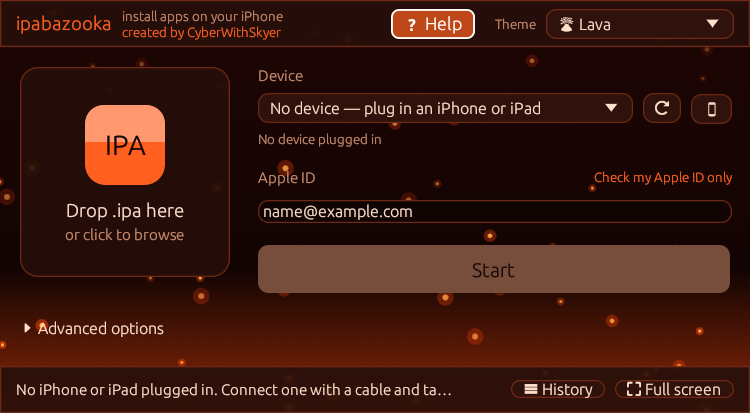 ipabazooka
install apps on your iPhone
created by CyberWithSkyer
? Help
Theme
Lava
Device
No device — plug in an iPhone or iPad
No device plugged in
IPA
Drop .ipa here
or click to browse
Apple ID
Check my Apple ID only
name@example.com
Start
Advanced options
No iPhone or iPad plugged in. Connect one with a cable and ta…
History
Full screen